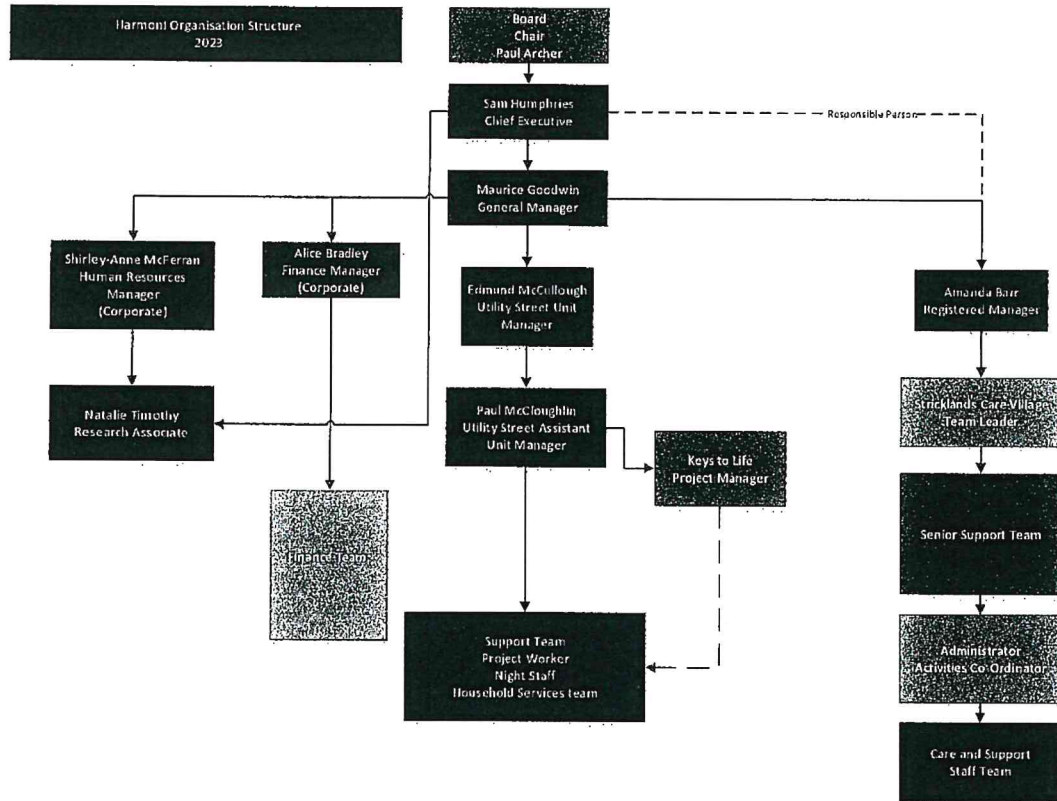 Harmoni Organisation Structure
2023
Board
Chair
Paul Archer
Sam Humphries
Chief Executive
Responsible Person
Maurice Goodwin
General Manager
Shirley-Anne McFerran
Human Resources
Manager
(Corporate)
Alice Bradley
Finance Manager
(Corporate)
Edmund McCullough
Utility Street Unit
Manager
Amanda Barr
Registered Manager
Natalie Timothy
Research Associate
Paul McCloughlin
Utility Street Assistant
Unit Manager
Keys to Life
Project Manager
Stricklands Care Village
Team Leader
Finance Team
Senior Support Team
Support Team
Project Worker
Night Staff
Household Services team
Administrator
Activities Co-Ordinator
Care and Support
Staff Team